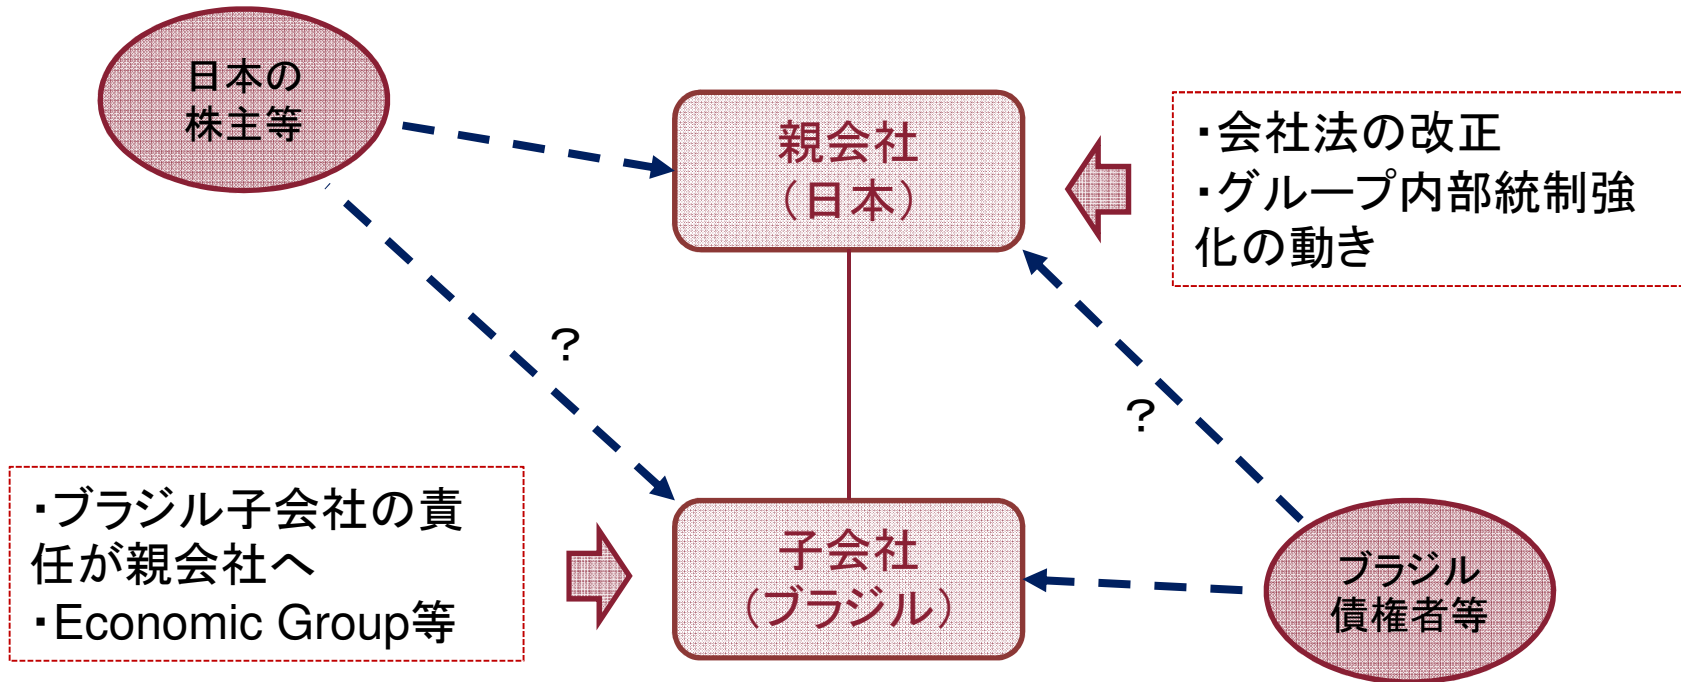 日本の
株主等
親会社
（日本）
・会社法の改正
・グループ内部統制強
化の動き
？
？
・ブラジル子会社の責
任が親会社へ
・Economic Group等
子会社
（ブラジル）
ブラジル
債権者等